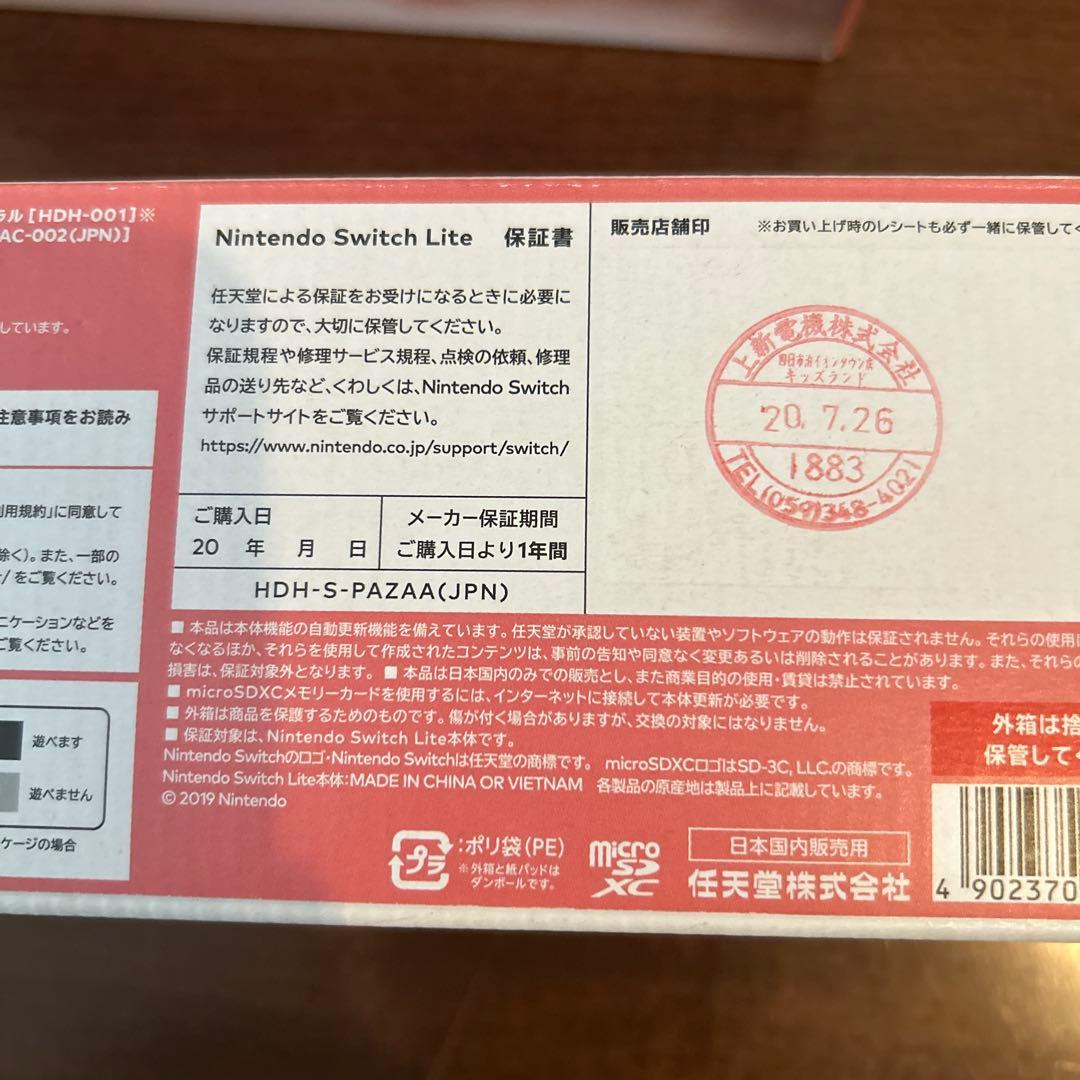 ラル[HDH-001]※
AC-002(JPN)]
しています。
注意事項をお読み
利用規約」に同意して
除く)。また、一部の
/ をご覧ください。
ニケーションなどを
ご覧ください。
遊べます
遊べません
ケージの場合
Nintendo Switch Lite 保証書
任天堂による保証をお受けになるときに必要に
なりますので、大切に保管してください。
保証規程や修理サービス規程、点検の依頼、修理
品の送り先など、くわしくは、Nintendo Switch
サポートサイトをご覧ください。
https://www.nintendo.co.jp/support/switch/
ご購入日
20 年 月 日
メーカー保証期間
ご購入日より1年間
HDH-S-PAZAA(JPN)
販売店舗印 ※お買い上げ時のレシートも必ず一緒に保管してく
上新電機株式会社
四日市泊イオンタウン店
キッズランド
20. 7.26
1883
TEL(059)348-4021
■ 本品は本体機能の自動更新機能を備えています。任天堂が承認していない装置やソフトウェアの動作は保証されません。それらの使用に
なくなるほか、それらを使用して作成されたコンテンツは、事前の告知や同意なく変更あるいは削除されることがあります。また、それらの
損害は、保証対象外となります。 ■ 本品は日本国内のみでの販売とし、また商業目的の使用・賃貸は禁止されています。
■ microSDXCメモリーカードを使用するには、インターネットに接続して本体更新が必要です。
■ 外箱は商品を保護するためのものです。傷が付く場合がありますが、交換の対象にはなりません。
■ 保証対象は、Nintendo Switch Lite本体です。
Nintendo Switchのロゴ・Nintendo Switchは任天堂の商標です。 microSDXCロゴはSD-3C, LLC.の商標です。
Nintendo Switch Lite本体:MADE IN CHINA OR VIETNAM 各製品の原産地は製品上に記載しています。
© 2019 Nintendo
外箱は捨
保管してく
プラ
:ポリ袋(PE)
※外箱と紙パッドは
ダンボールです。
micro
SD
XC
日本国内販売用
任天堂株式会社
4 902370